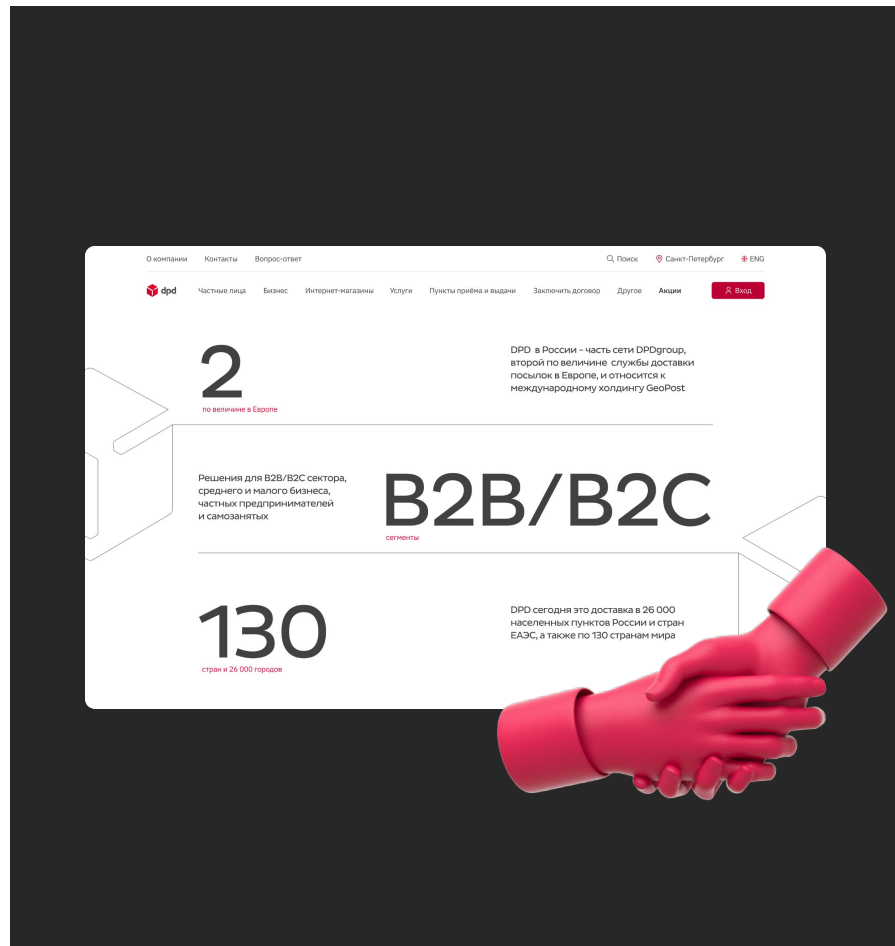 О компании Контакты Вопрос-ответ Поиск Санкт-Петербург ENG
dpd Частные лица Бизнес Интернет-магазины Услуги Пункты приёма и выдачи Заключить договор Другое Акции Вход
2
по величине в Европе
DPD в России - часть сети DPDgroup,
второй по величине службы доставки
посылок в Европе, и относится к
международному холдингу GeoPost
Решения для B2B/B2C сектора,
среднего и малого бизнеса,
частных предпринимателей
и самозанятых
B2B/B2C
сегменты
130
стран и 26 000 городов
DPD сегодня это доставка в 26 000
населенных пунктов России и стран
ЕАЭС, а также по 130 странам мира